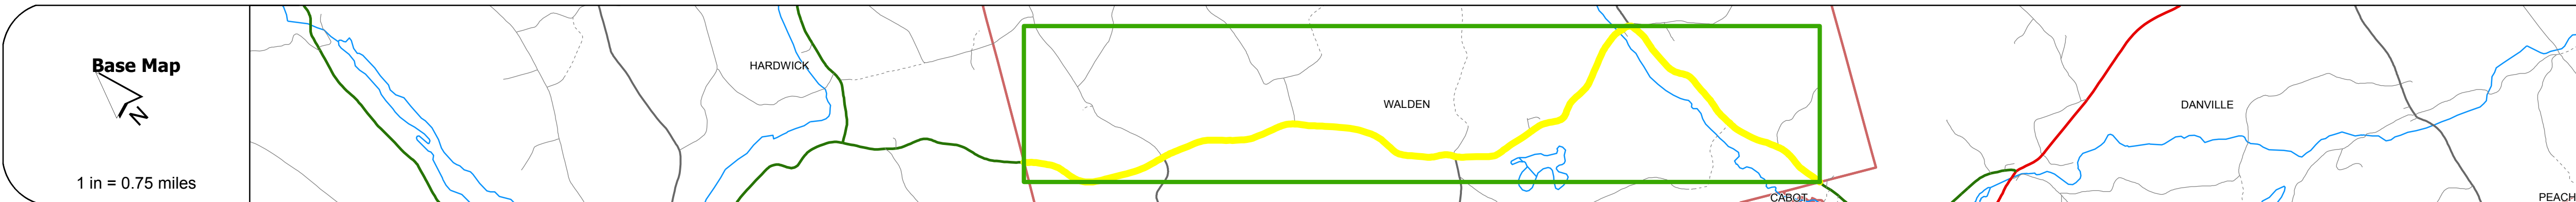 Base Map
N
1 in = 0.75 miles
HARDWICK
WALDEN
CABOT
DANVILLE
PEACH